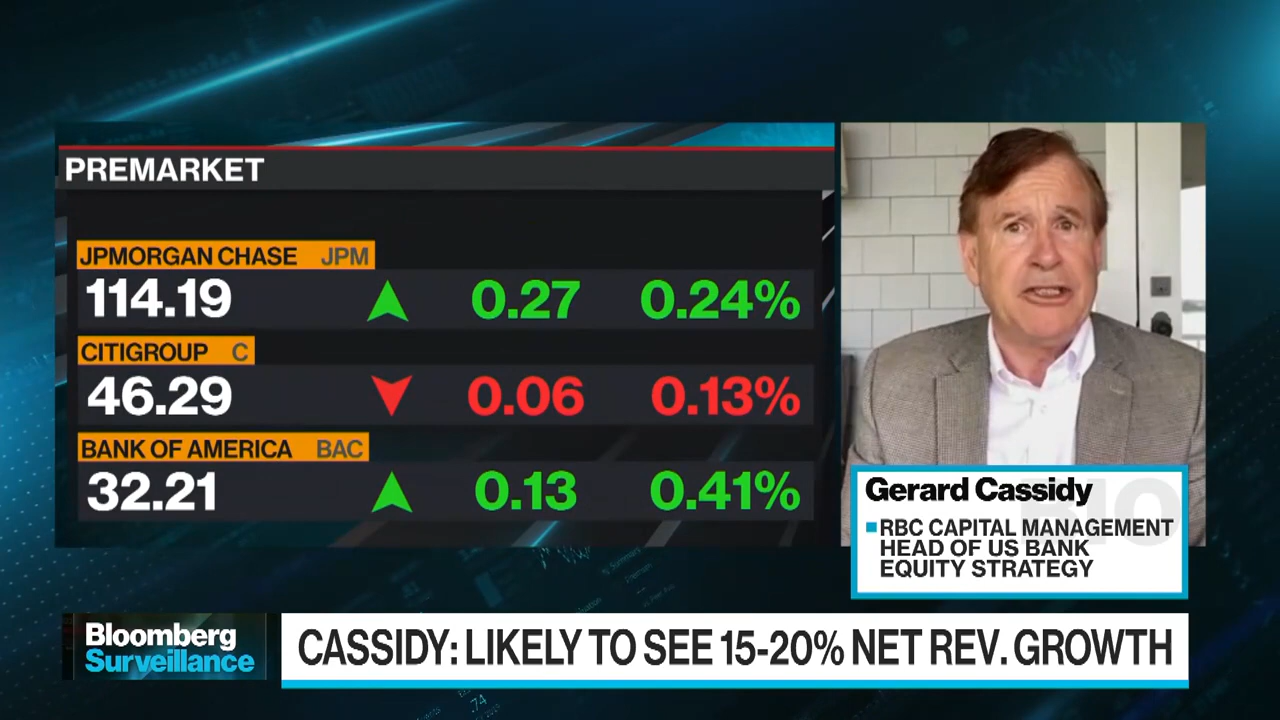 PREMARKET
JPMORGAN CHASE JPM
114.19 0.27 0.24%
CITIGROUP C
46.29 0.06 0.13%
BANK OF AMERICA BAC
32.21 0.13 0.41%
Gerard Cassidy
RBC CAPITAL MANAGEMENT
HEAD OF US BANK
EQUITY STRATEGY
Bloomberg
Surveillance
CASSIDY: LIKELY TO SEE 15-20% NET REV. GROWTH
.74